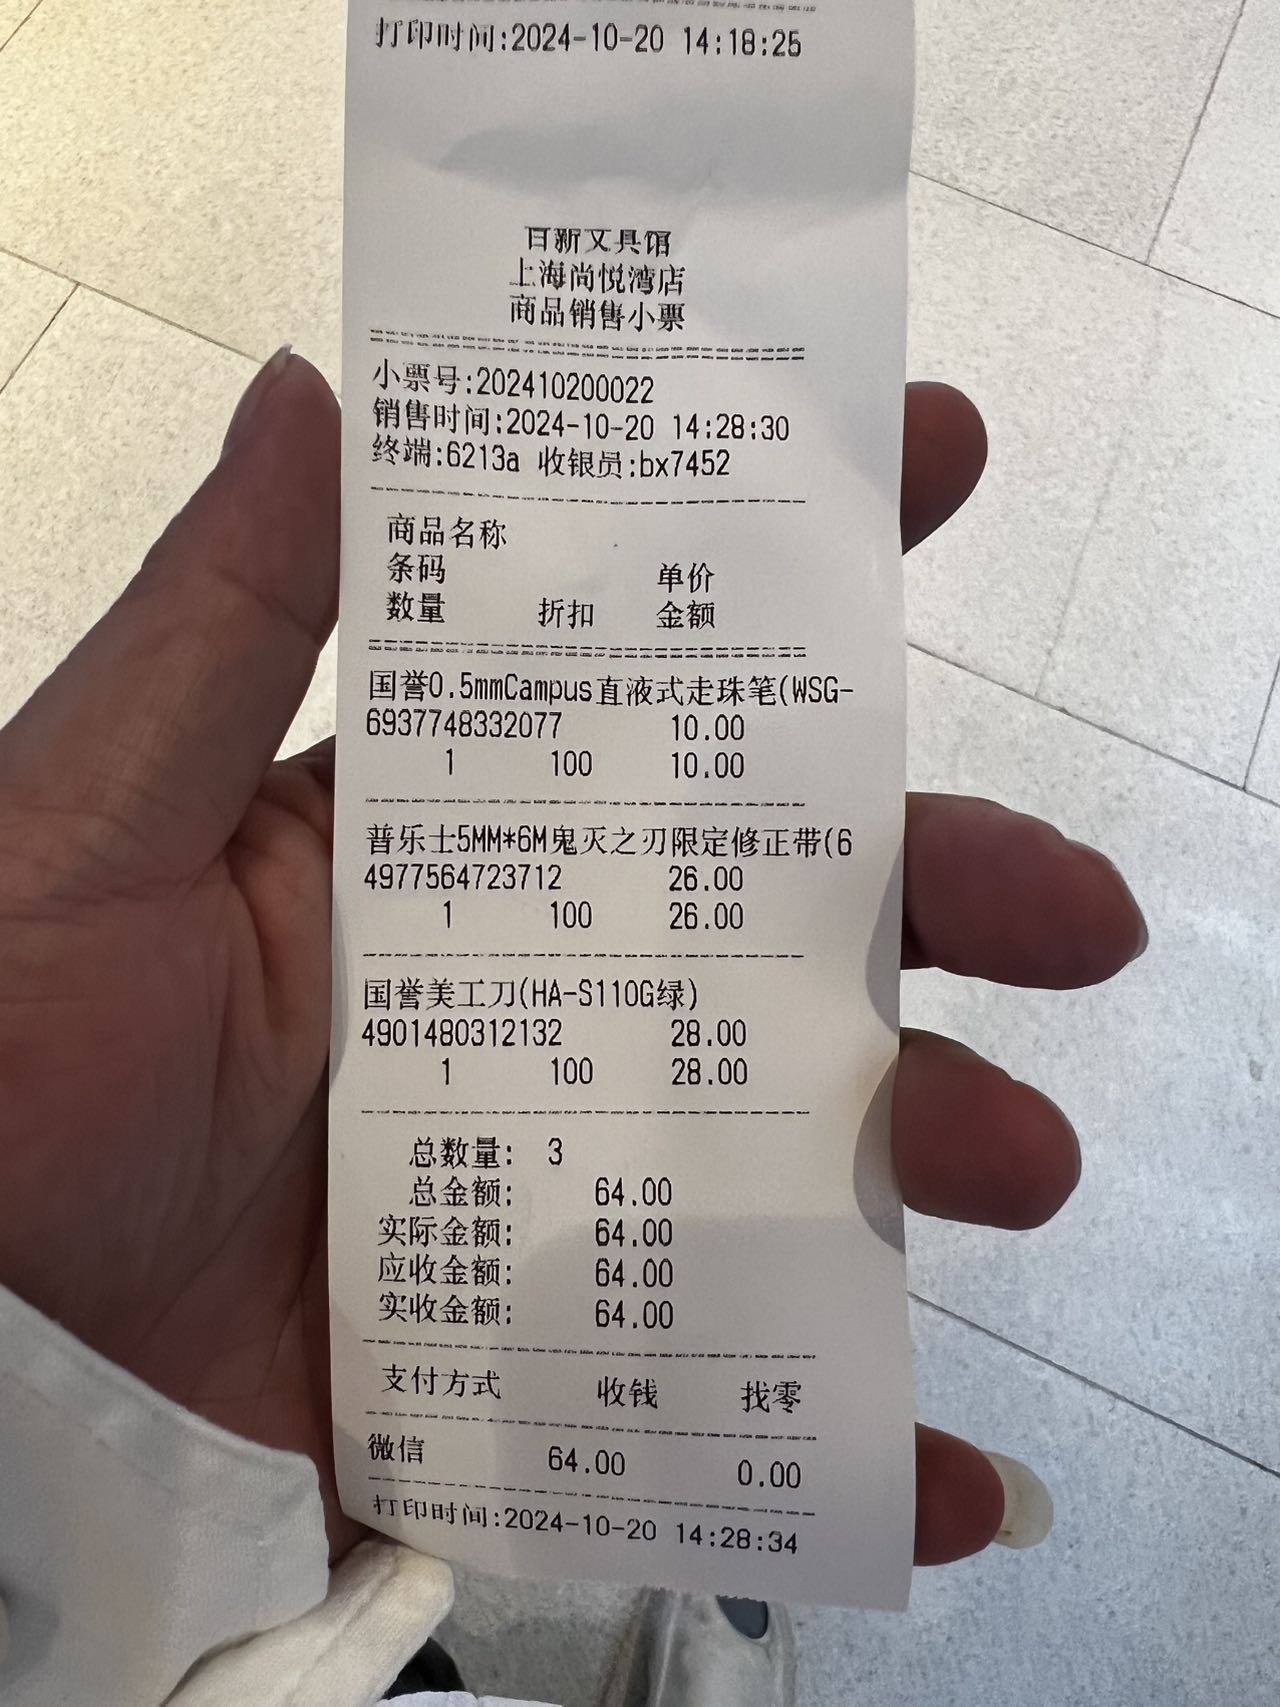 打印时间:2024-10-20 14:18:25
百新文具馆
上海尚悦湾店
商品销售小票
小票号:202410200022
销售时间:2024-10-20 14:28:30
终端:6213a 收银员:bx7452
商品名称
条码 单价
数量 折扣 金额
国誉0.5mmCampus直液式走珠笔(WSG-
6937748332077 10.00
1 100 10.00
普乐士5MM*6M鬼灭之刃限定修正带(6
4977564723712 26.00
1 100 26.00
国誉美工刀(HA-S110G绿)
4901480312132 28.00
1 100 28.00
总数量: 3
总金额: 64.00
实际金额: 64.00
应收金额: 64.00
实收金额: 64.00
支付方式 收钱 找零
微信 64.00 0.00
打印时间:2024-10-20 14:28:34